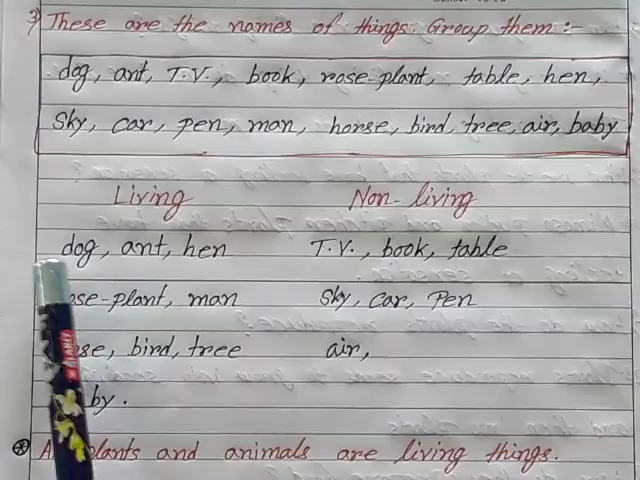 3) These are the names of things. Group them :-
dog, ant, T.V., book, rose-plant, table, hen,
Sky, car, pen, man, horse, bird, tree, air, baby
Living Non-living
dog, ant, hen T.V., book, table
ose-plant, man Sky, car, Pen
se, bird, tree air,
by.
plants and animals are living things.